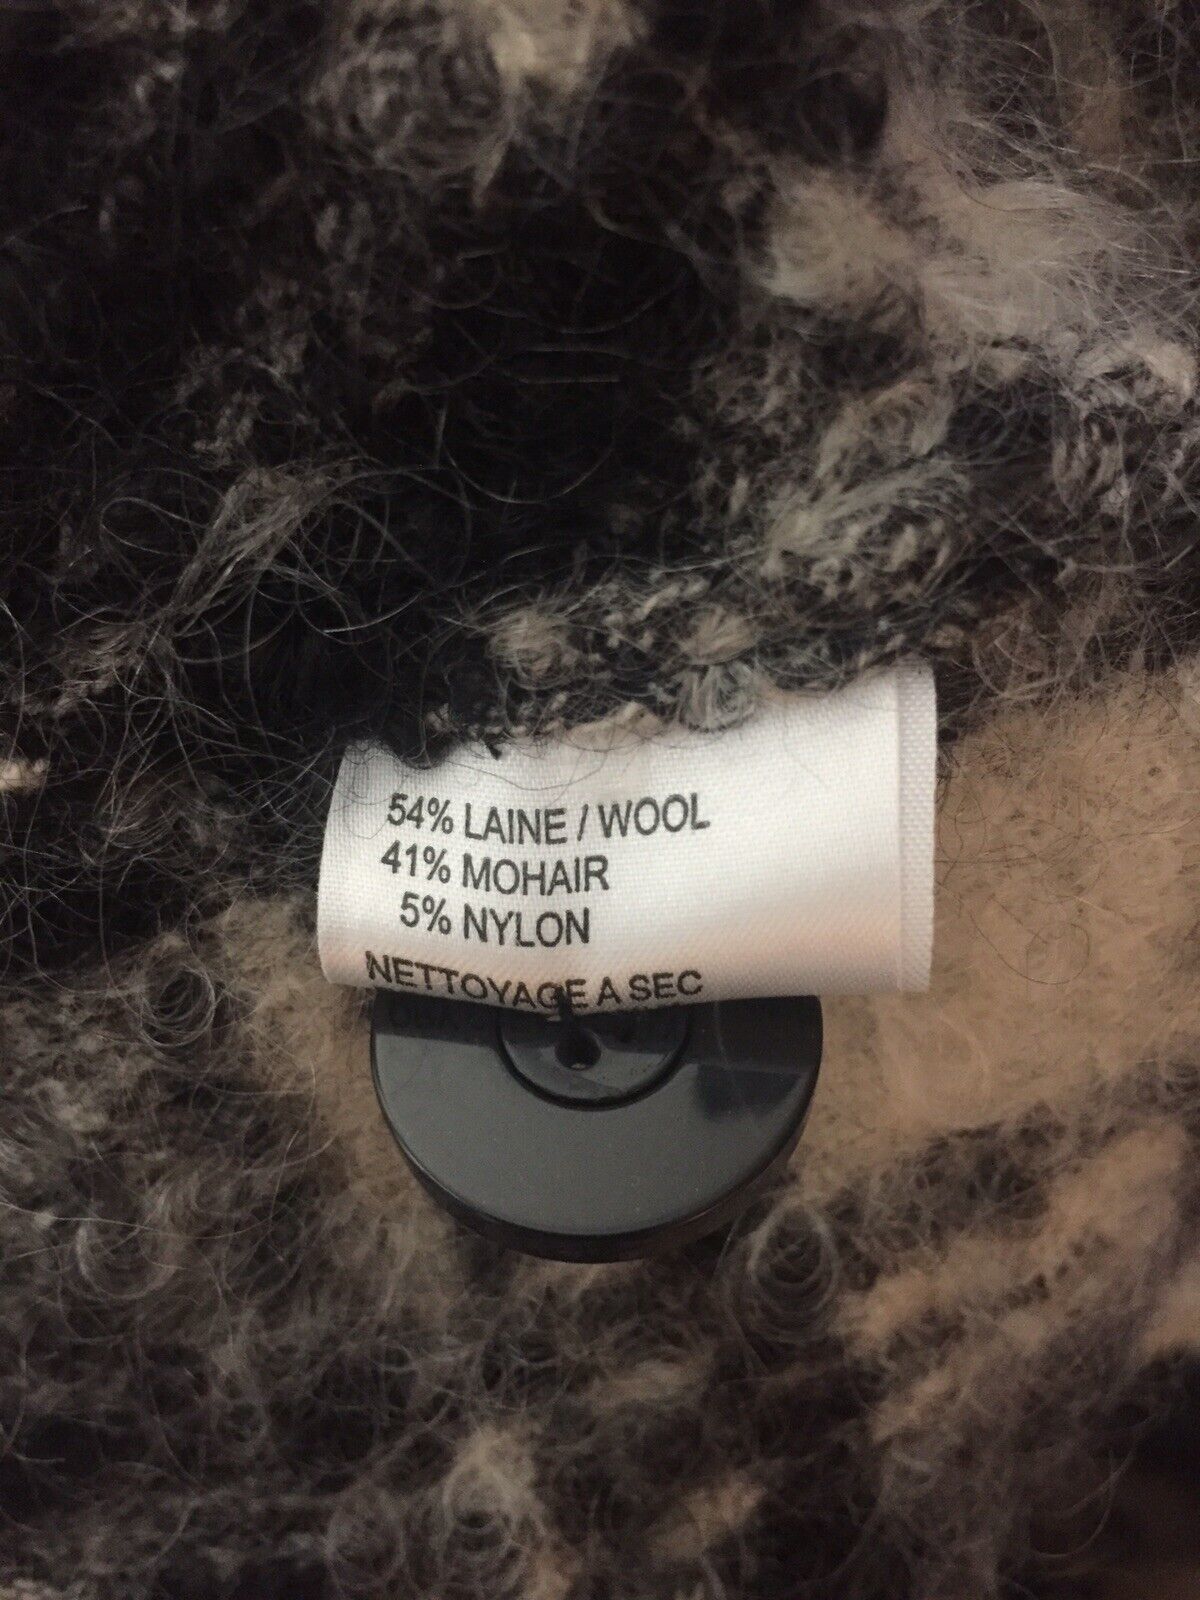 54% LAINE / WOOL
41% MOHAIR
5% NYLON
NETTOYAGE A SEC